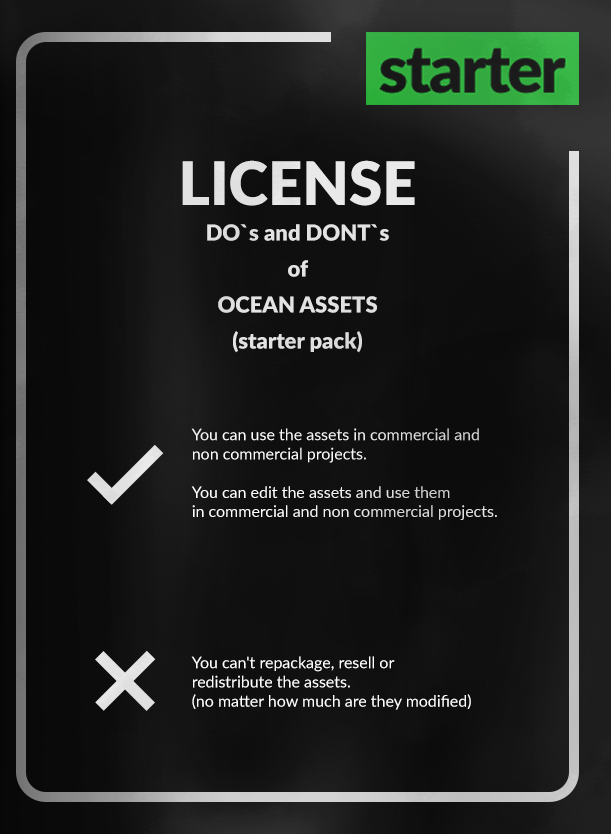 starter
LICENSE
DO`s and DONT`s
of
OCEAN ASSETS
(starter pack)
You can use the assets in commercial and
non commercial projects.
You can edit the assets and use them
in commercial and non commercial projects.
You can't repackage, resell or
redistribute the assets.
(no matter how much are they modified)